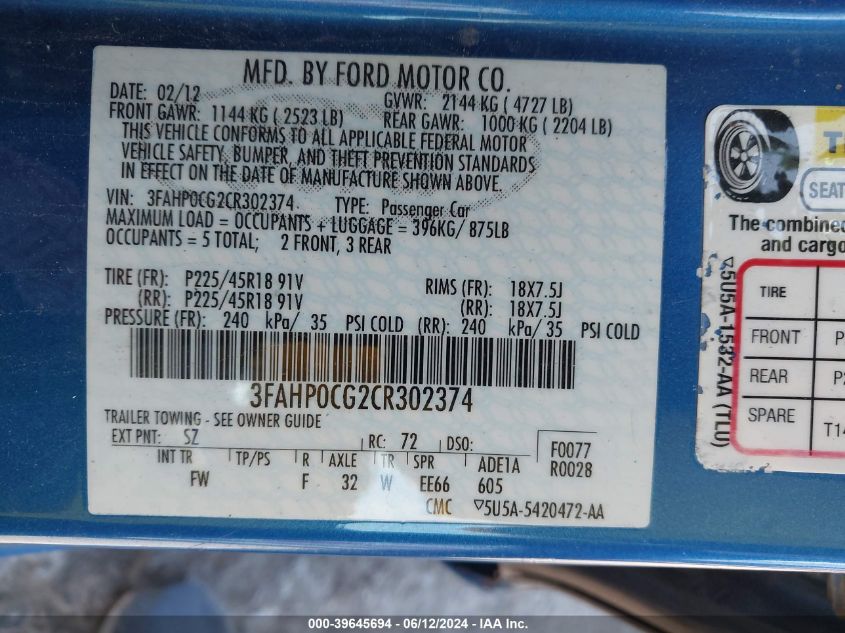 MFD. BY FORD MOTOR CO.
DATE: 02/12 GVWR: 2144 KG ( 4727 LB)
FRONT GAWR: 1144 KG ( 2523 LB) REAR GAWR: 1000 KG ( 2204 LB)
THIS VEHICLE CONFORMS TO ALL APPLICABLE FEDERAL MOTOR
VEHICLE SAFETY, BUMPER, AND THEFT PREVENTION STANDARDS
IN EFFECT ON THE DATE OF MANUFACTURE SHOWN ABOVE.
VIN: 3FAHP0CG2CR302374 TYPE: Passenger Car
MAXIMUM LOAD = OCCUPANTS + LUGGAGE = 396KG/ 875LB
OCCUPANTS = 5 TOTAL; 2 FRONT, 3 REAR
TIRE (FR): P225/45R18 91V RIMS (FR): 18X7.5J
(RR): P225/45R18 91V (RR): 18X7.5J
PRESSURE (FR): 240 kPa/ 35 PSI COLD (RR): 240 kPa/ 35 PSI COLD
3FAHP0CG2CR302374
TRAILER TOWING - SEE OWNER GUIDE
EXT PNT: SZ RC: 72 DSO: F0077
R0028
INT TR TP/PS R AXLE TR SPR ADE1A
FW F 32 W EE66 605
CMC ▽5U5A-5420472-AA
▽5U5A-1532-AA (TLU)
T
SEAT
The combined
and cargo
TIRE
FRONT P
REAR P2
SPARE T14
000-39645694 - 06/12/2024 - IAA Inc.